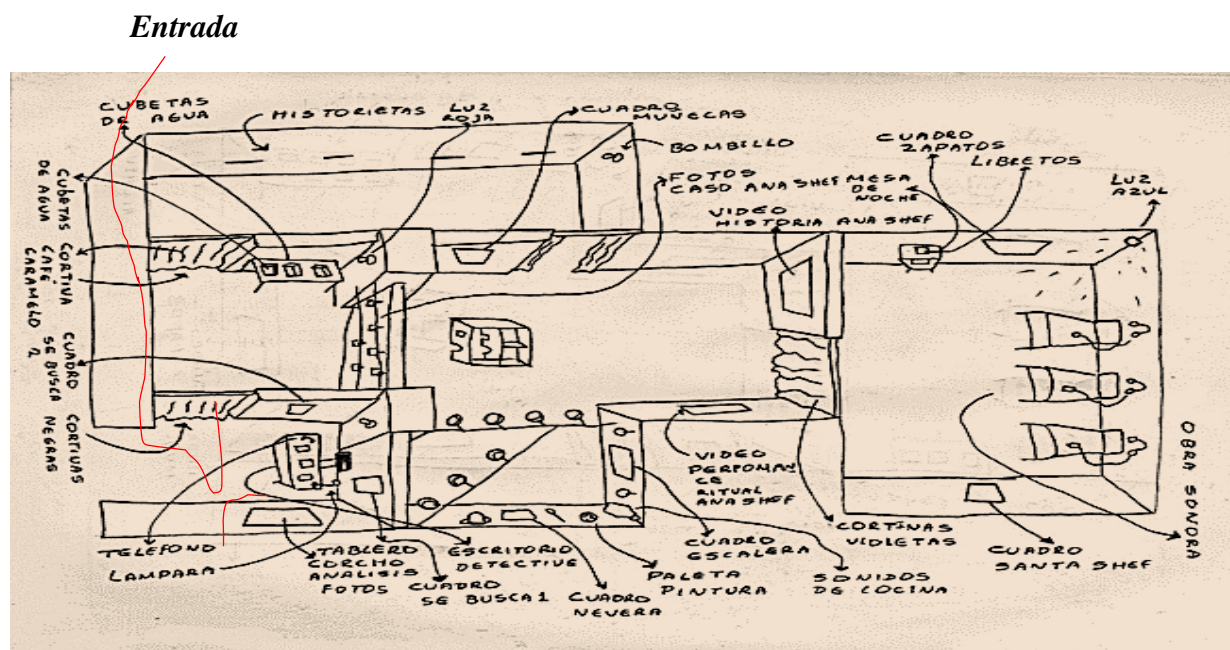 Entrada
CUBETAS
DE AGUA
HISTORIETAS
LUZ
ROJA
CUADRO
MUÑECAS
BOMBILLO
FOTOS
CASO ANA SHEF
MESA
DE
NOCHE
CUADRO
ZAPATOS
LIBRETOS
LUZ
AZUL
VIDEO
HISTORIA ANA SHEF
CUBETAS
DE AGUA
CORTINA
CAFÉ
CARAMELO
CUADRO
SE BUSCA
2
CORTINAS
NEGRAS
OBRA SONORA
VIDEO
PERFOMAN
CE
RITUAL
ANA SHEF
CORTINAS
VIOLETAS
CUADRO
SANTA SHEF
TELEFONO
LAMPARA
TABLERO
CORCHO
ANALISIS
FOTOS
CUADRO
SE BUSCA 1
ESCRITORIO
DETECTIVE
CUADRO
NEVERA
PALETA
PINTURA
CUADRO
ESCALERA
SONIDOS
DE COCINA